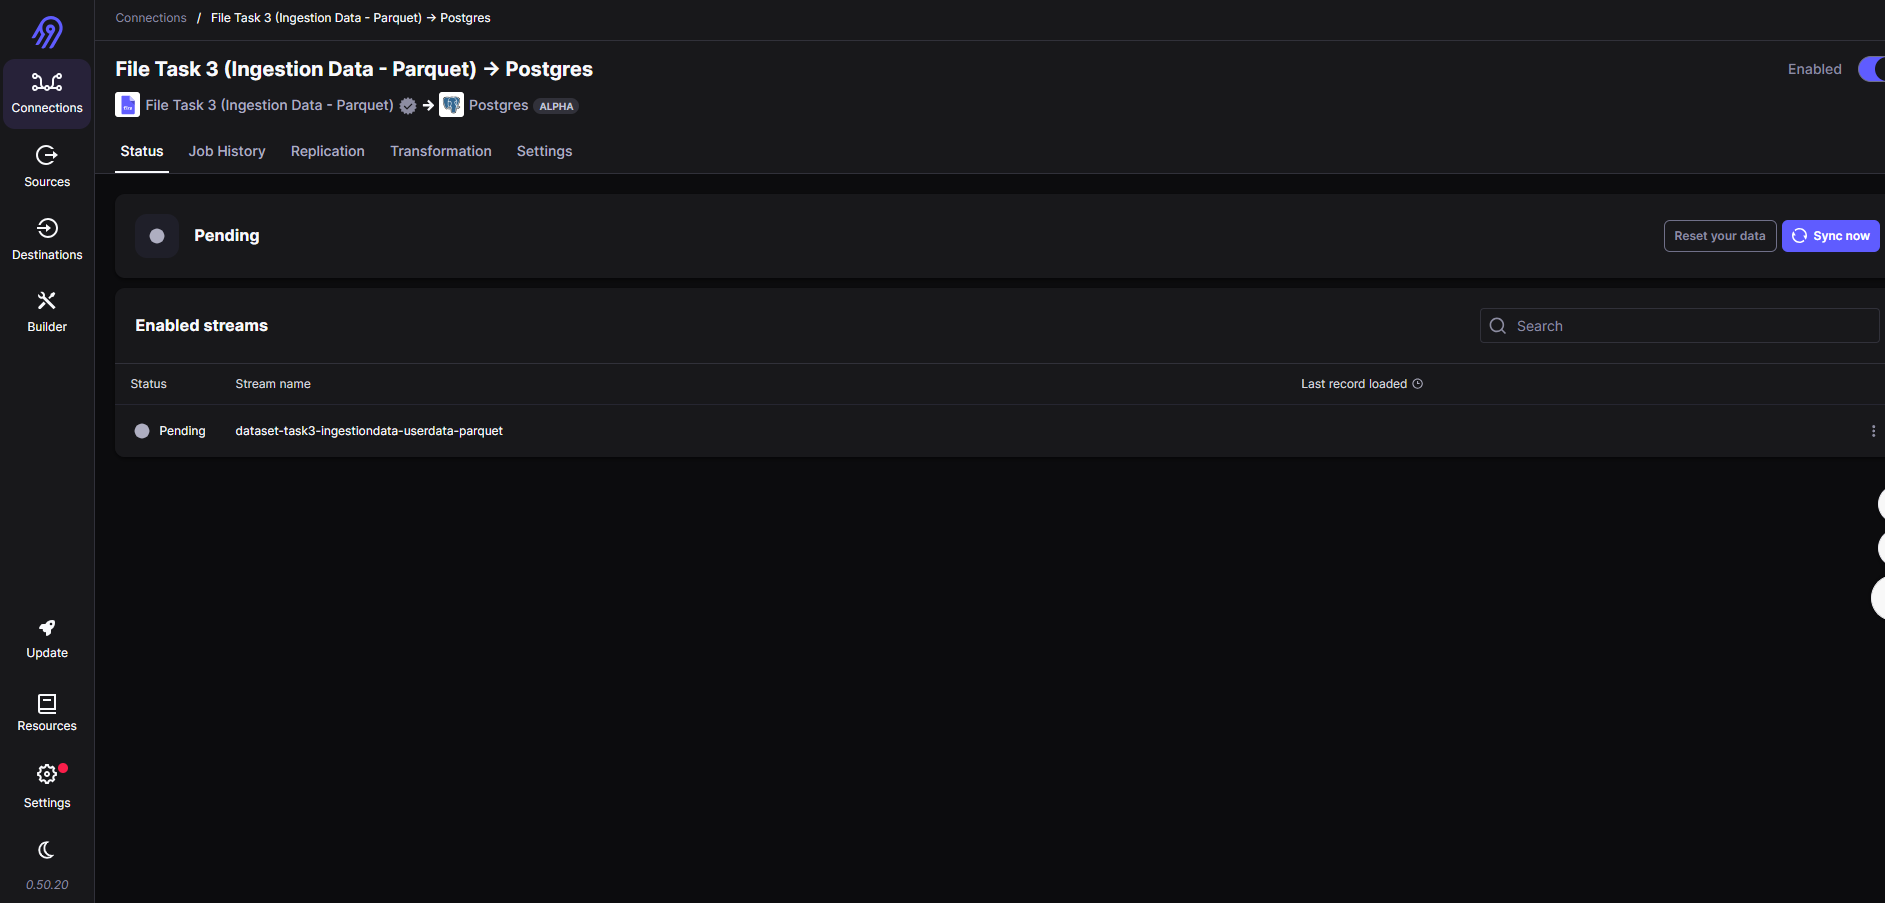 Connections / File Task 3 (Ingestion Data - Parquet) → Postgres
File Task 3 (Ingestion Data - Parquet) → Postgres
Enabled
File Task 3 (Ingestion Data - Parquet) → Postgres ALPHA
Status Job History Replication Transformation Settings
Pending
Reset your data Sync now
Enabled streams
Search
Status Stream name Last record loaded
Pending dataset-task3-ingestiondata-userdata-parquet
Connections
Sources
Destinations
Builder
Update
Resources
Settings
0.50.20